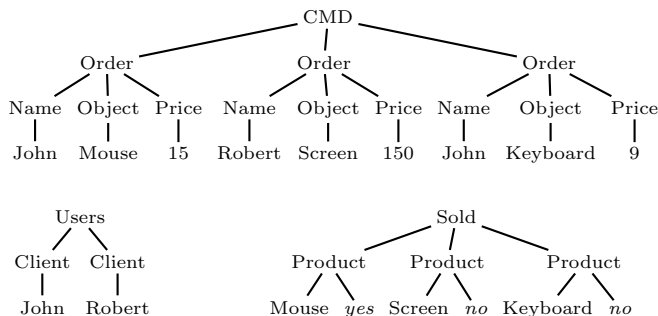 CMD
Order Order Order
Name Object Price Name Object Price Name Object Price
John Mouse 15 Robert Screen 150 John Keyboard 9
Users Sold
Client Client Product Product Product
John Robert Mouse yes Screen no Keyboard no